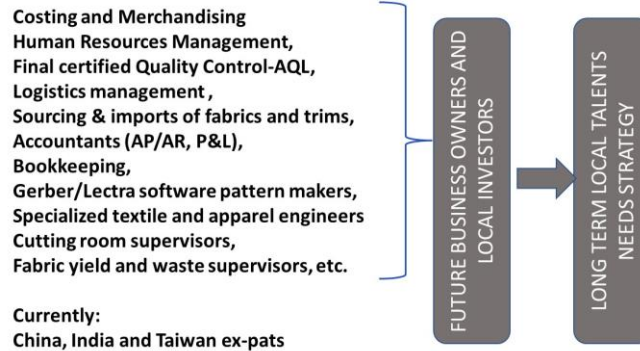 Costing and Merchandising
Human Resources Management,
Final certified Quality Control-AQL,
Logistics management ,
Sourcing & imports of fabrics and trims,
Accountants (AP/AR, P&L),
Bookkeeping,
Gerber/Lectra software pattern makers,
Specialized textile and apparel engineers
Cutting room supervisors,
Fabric yield and waste supervisors, etc.
Currently:
China, India and Taiwan ex-pats
FUTURE BUSINESS OWNERS AND
LOCAL INVESTORS
LONG TERM LOCAL TALENTS
NEEDS STRATEGY